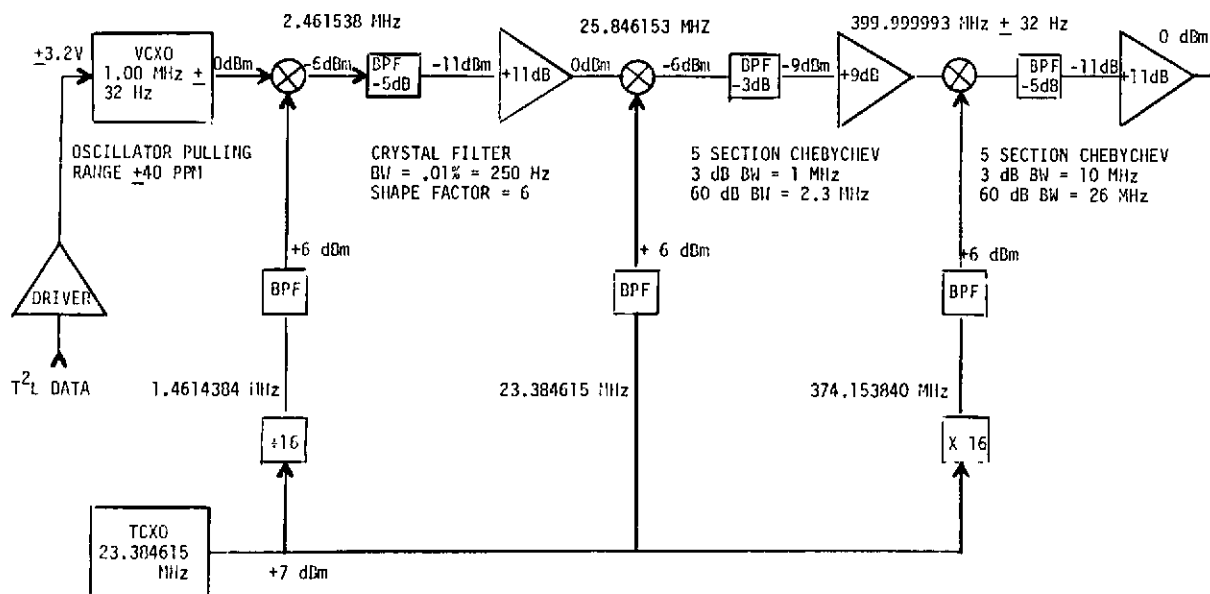 2.461538 MHz
25.846153 MHZ
399.999993 MHz ± 32 Hz
0 dBm
±3.2V
VCXO
1.00 MHz ±
32 Hz
0dBm
-6dBm
BPF
-5dB
-11dBm
+11dB
0dBm
-6dBm
BPF
-3dB
-9dBm
+9dB
BPF
-5dB
-11dB
+11dB
OSCILLATOR PULLING
RANGE ±40 PPM
CRYSTAL FILTER
BW = .01% = 250 Hz
SHAPE FACTOR = 6
5 SECTION CHEBYCHEV
3 dB BW = 1 MHz
60 dB BW = 2.3 MHz
5 SECTION CHEBYCHEV
3 dB BW = 10 MHz
60 dB BW = 26 MHz
+6 dBm
+ 6 dBm
+6 dBm
BPF
BPF
BPF
DRIVER
T²L DATA
1.4614384 MHz
23.384615 MHz
374.153840 MHz
÷16
X 16
TCXO
23.384615
MHz
+7 dBm